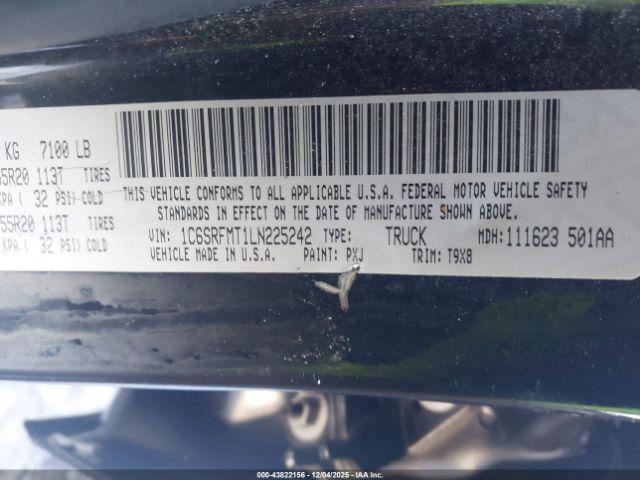 KG 7100 LB
55R20 113T TIRES
KPA ( 32 PSI) COLD
55R20 113T TIRES
KPA ( 32 PSI) COLD
THIS VEHICLE CONFORMS TO ALL APPLICABLE U.S.A. FEDERAL MOTOR VEHICLE SAFETY
STANDARDS IN EFFECT ON THE DATE OF MANUFACTURE SHOWN ABOVE.
VIN: 1C6SRFMT1LN225242 TYPE: TRUCK MDH: 111623 501AA
VEHICLE MADE IN U.S.A. PAINT: PXJ TRIM: T9X8
000-43822156 - 12/04/2025 - IAA Inc.